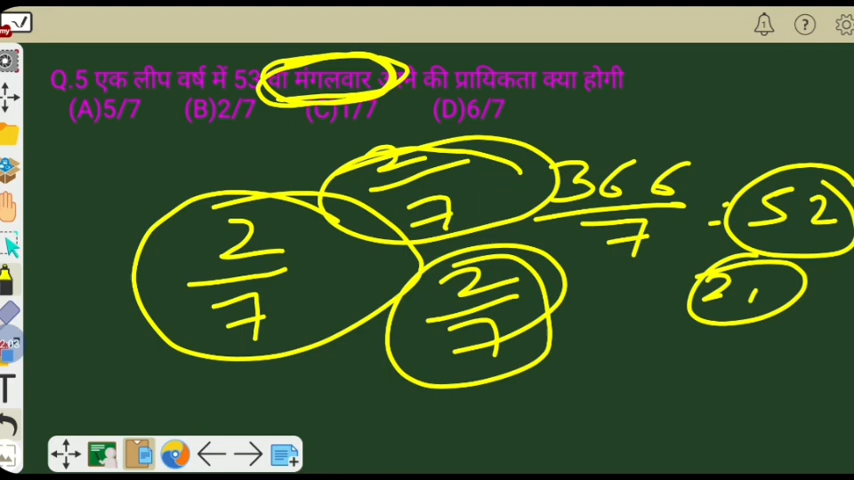 Q.5 एक लीप वर्ष में 53 वां मंगलवार आने की प्रायिकता क्या होगी
(A)5/7 (B)2/7 (C)1/7 (D)6/7
2/7
2/7
2/7
366/7 = 52
2